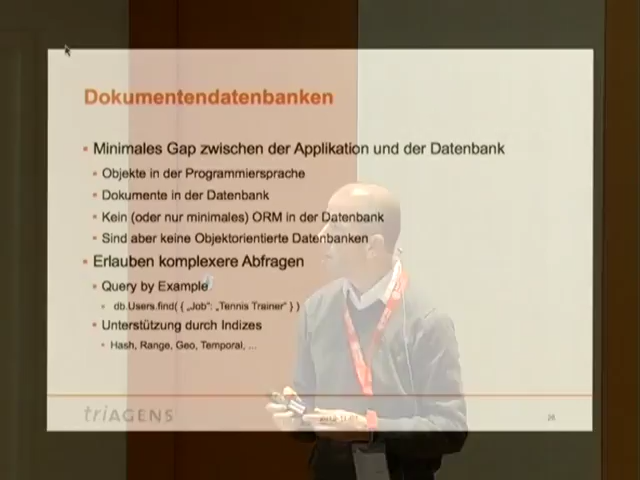 Dokumentendatenbanken
Minimales Gap zwischen der Applikation und der Datenbank
Objekte in der Programmiersprache
Dokumente in der Datenbank
Kein (oder nur minimales) ORM in der Datenbank
Sind aber keine Objektorientierte Datenbanken
Erlauben komplexere Abfragen
Query by Example
db.Users.find( { „Job": „Tennis Trainer" } )
Unterstützung durch Indizes
Hash, Range, Geo, Temporal, ...
triAGENS
26